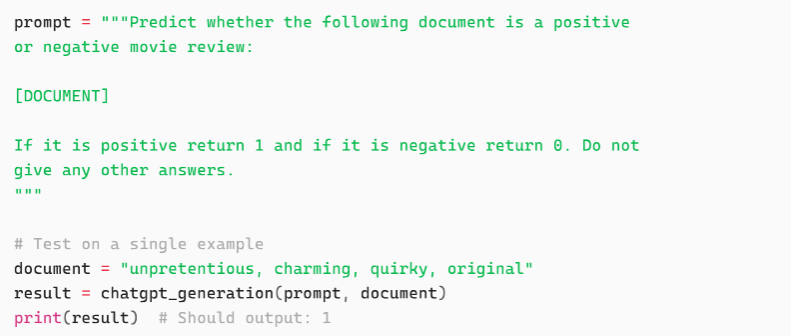 prompt = """Predict whether the following document is a positive
or negative movie review:
[DOCUMENT]
If it is positive return 1 and if it is negative return 0. Do not
give any other answers.
"""
# Test on a single example
document = "unpretentious, charming, quirky, original"
result = chatgpt_generation(prompt, document)
print(result)  # Should output: 1